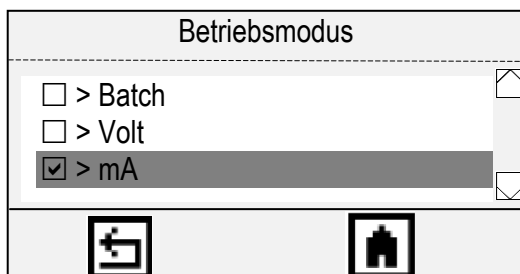 Betriebsmodus
☐ > Batch
☐ > Volt
☑ > mA